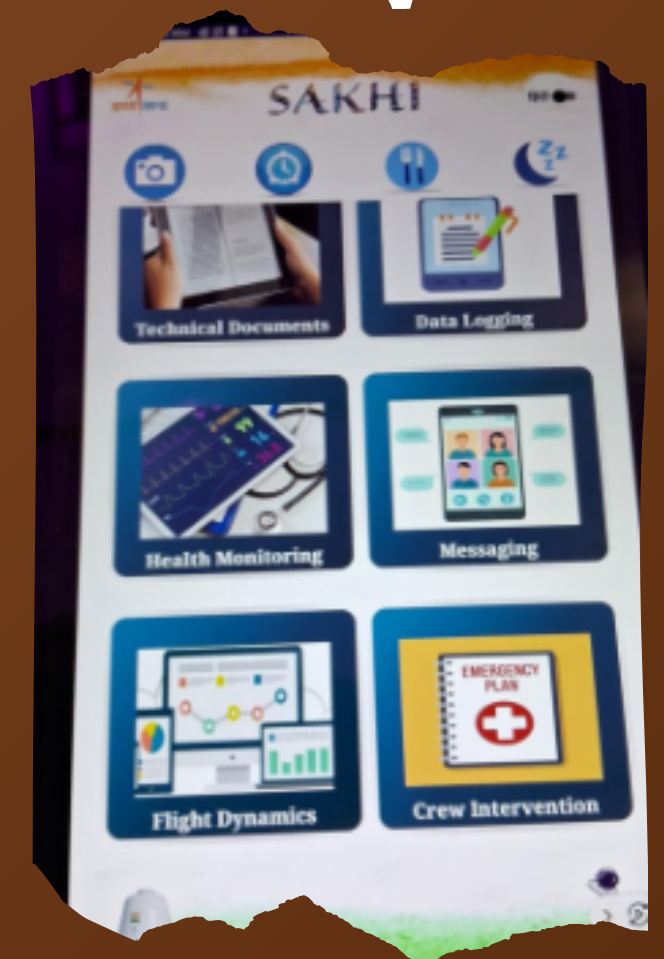 SAKHI
Technical Documents
Data Logging
Health Monitoring
Messaging
EMERGENCY
PLAN
Flight Dynamics
Crew Intervention